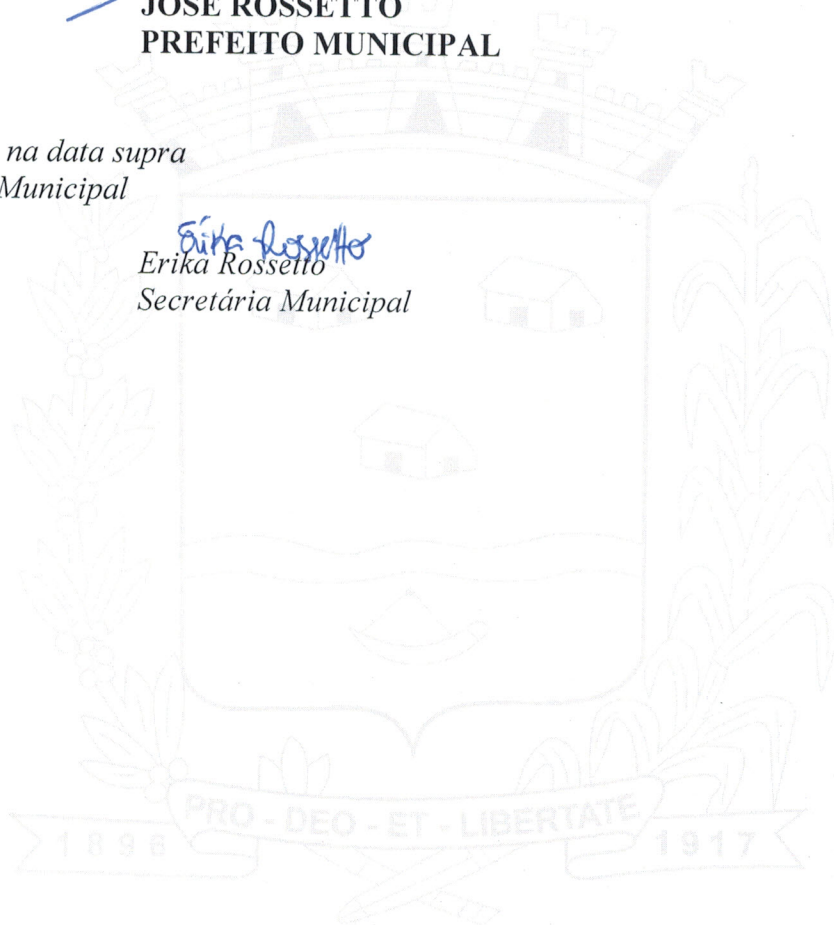 JOSÉ ROSSETTO
PREFEITO MUNICIPAL
na data supra
Municipal
Erika Rossetto
Erika Rossetto
Secretária Municipal
PRO - DEO - ET - LIBERTATE
1896
1917